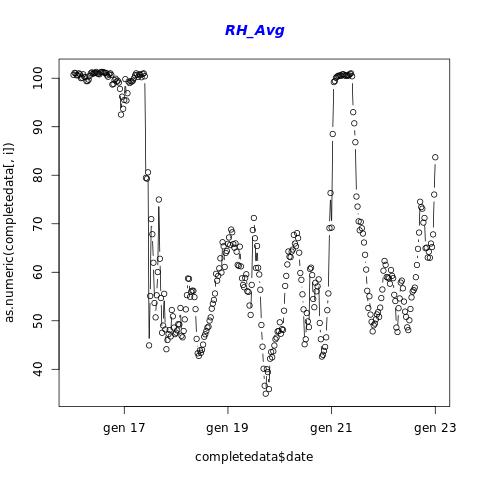 RH_Avg
as.numeric(completedata[, i])
100
90
80
70
60
50
40
gen 17
gen 19
gen 21
gen 23
completedata$date